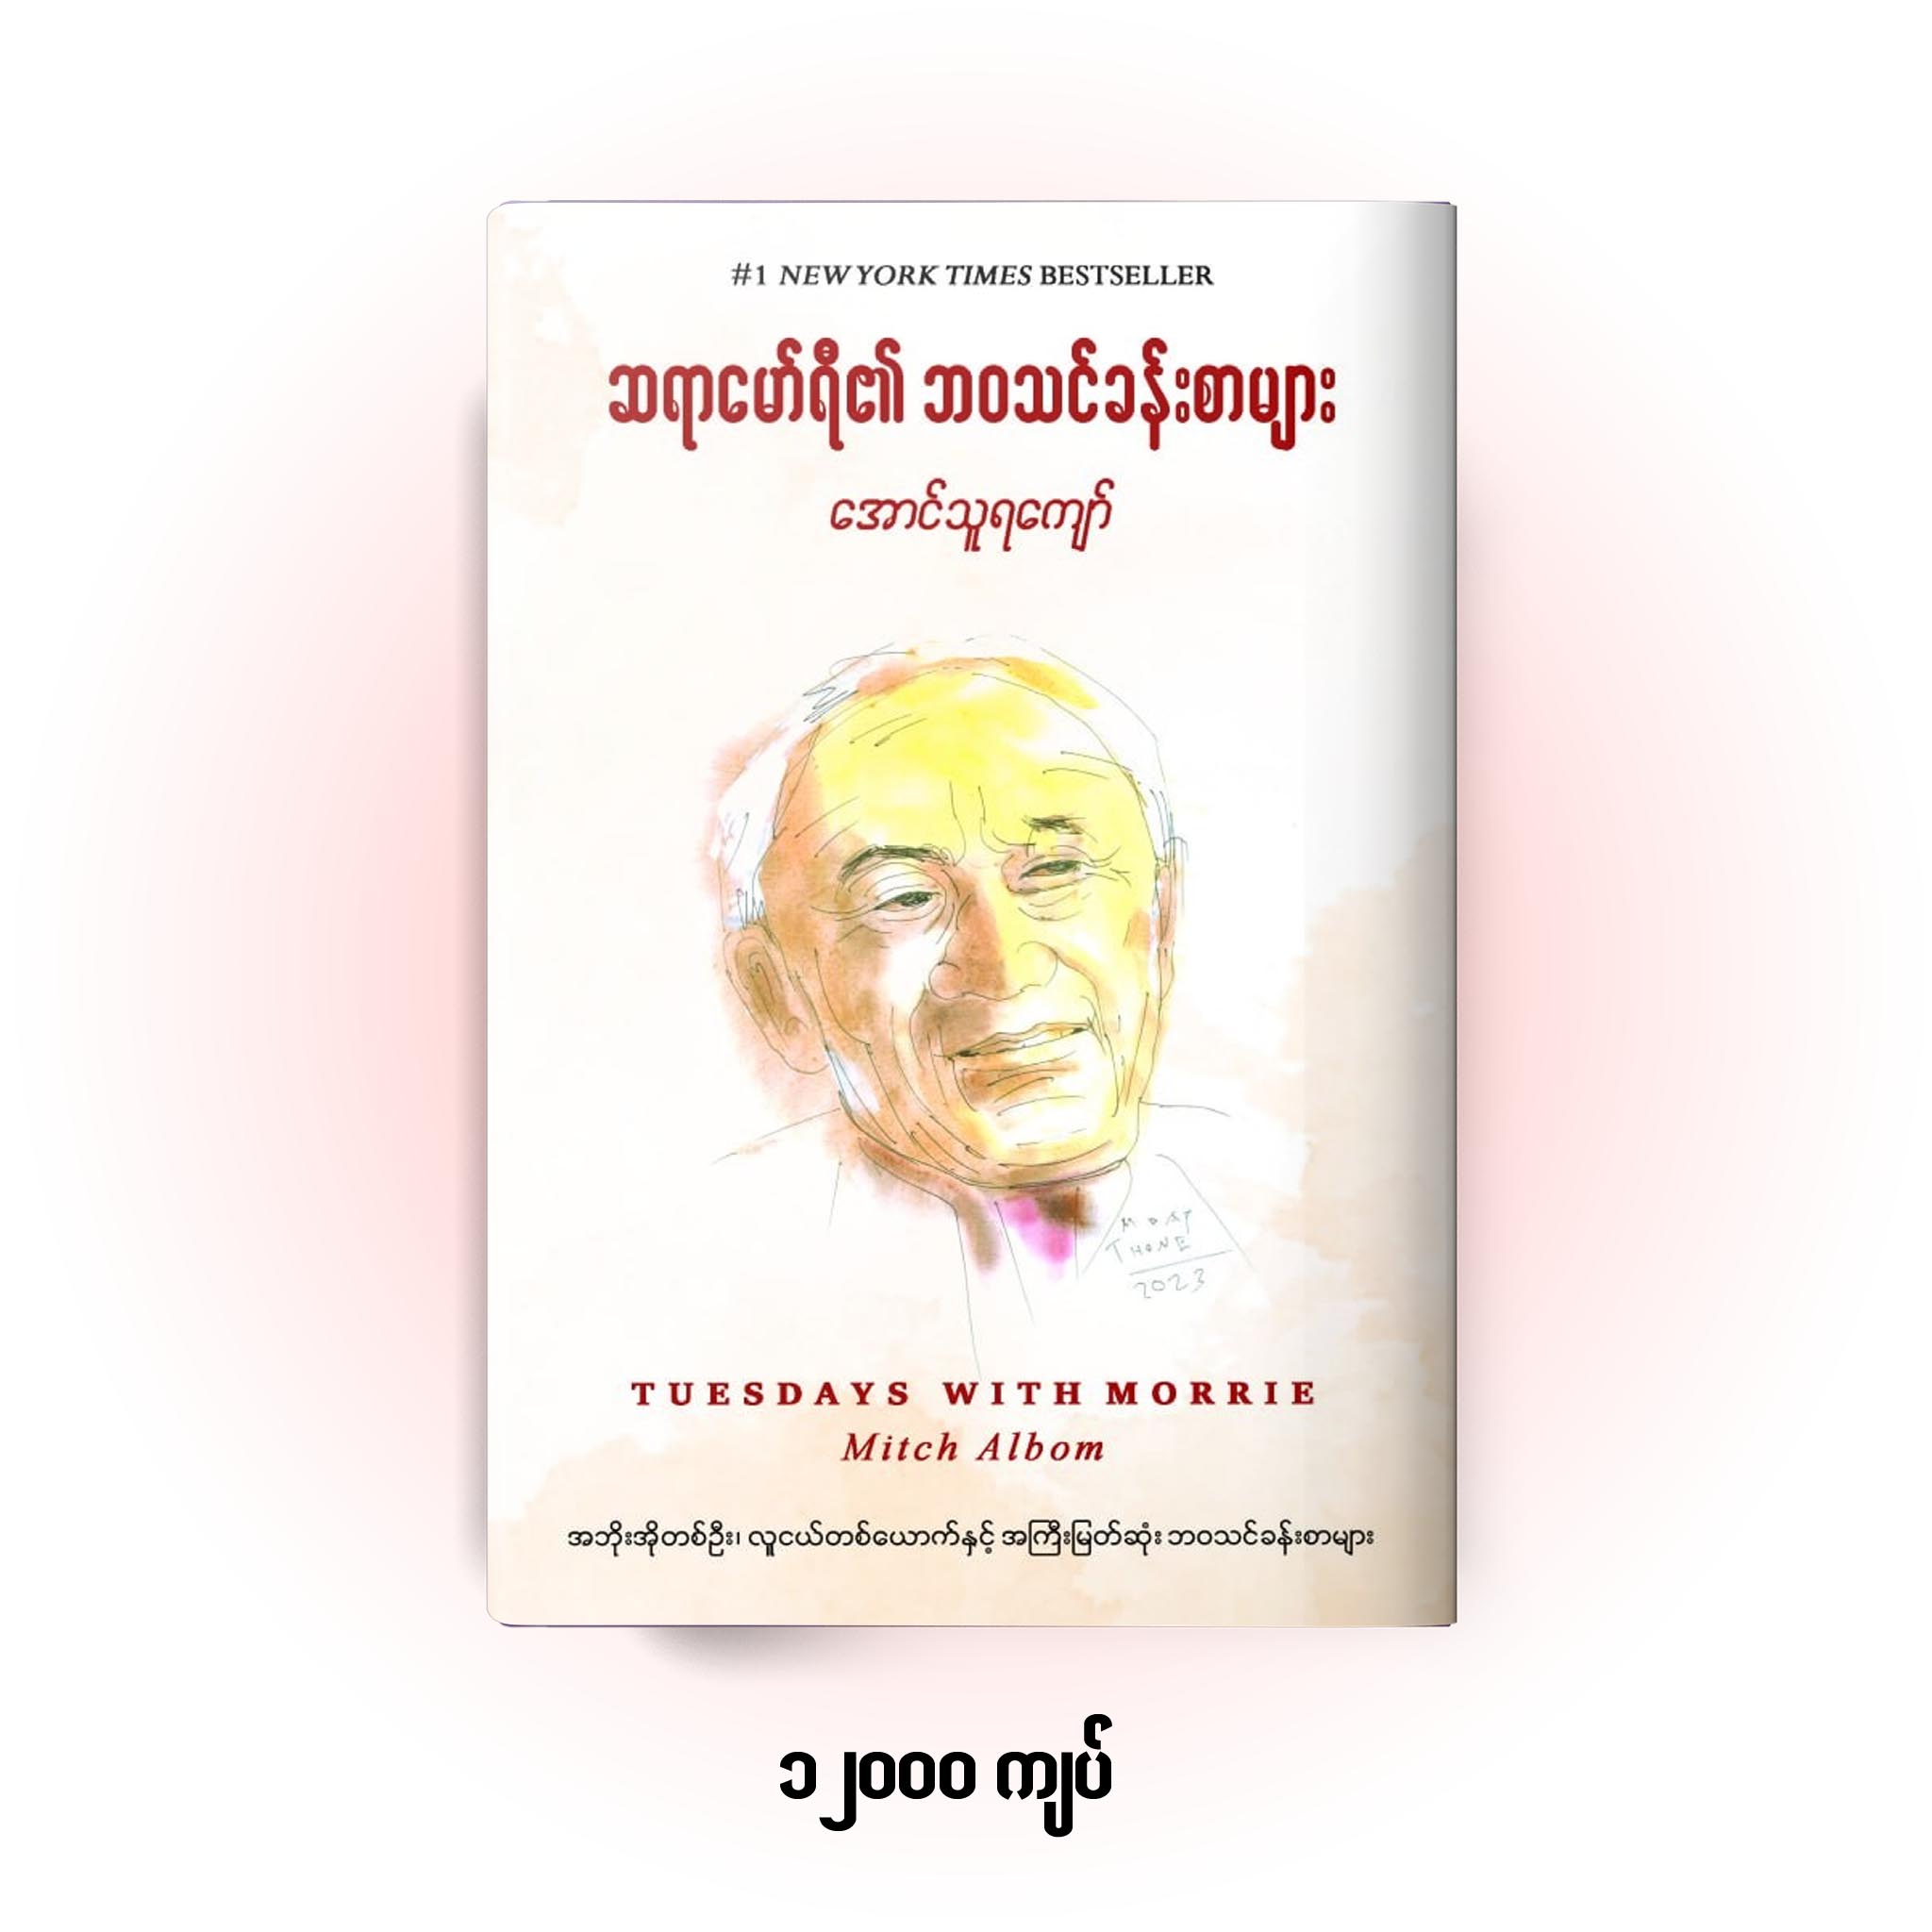 #1 NEW YORK TIMES BESTSELLER
ဆရာမော်ရီ၏ ဘဝသင်ခန်းစာများ
အောင်သူရကျော်
M DAT
THONE
2023
TUESDAYS WITH MORRIE
Mitch Albom
အဘိုးအိုတစ်ဦး၊ လူငယ်တစ်ယောက်နှင့် အကြီးမြတ်ဆုံး ဘဝသင်ခန်းစာများ
၁၂၀၀၀ ကျပ်